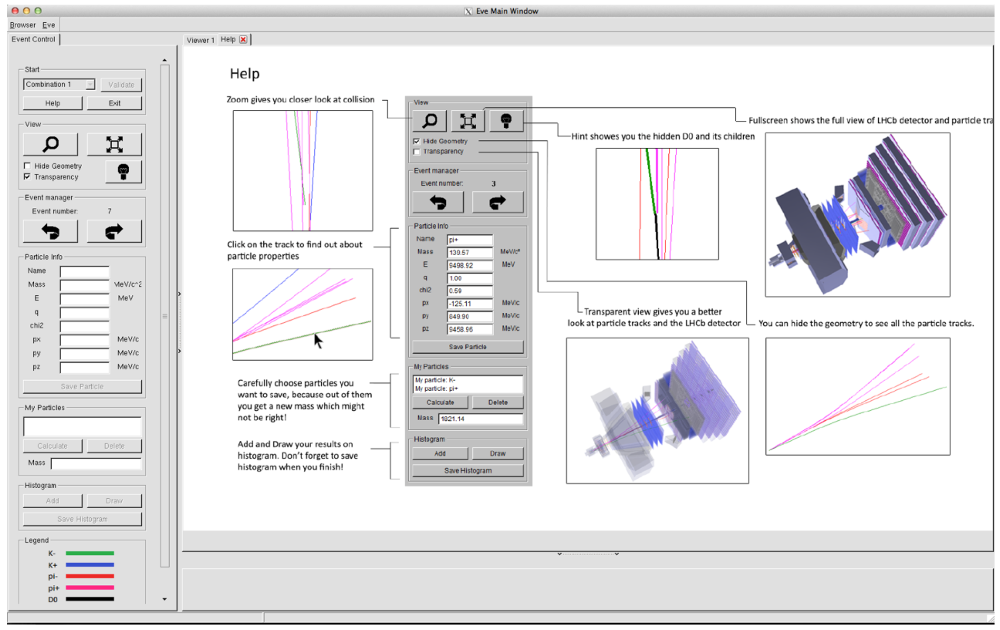 Eve Main Window
Browser Eve
Event Control
Start
Combination 1
Validate
Help
Exit
View
Hide Geometry
Transparency
Event manager
Event number: 7
Particle Info
Name
Mass MeV/c^2
E MeV
q
chi2
px MeV/c
py MeV/c
pz MeV/c
Save Particle
My Particles
Calculate
Delete
Mass
Histogram
Add
Draw
Save Histogram
Legend
K-
K+
pi-
pi+
D0
Viewer 1
Help
Help
Zoom gives you closer look at collision
Click on the track to find out about
particle properties
Carefully choose particles you
want to save, because out of them
you get a new mass which might
not be right!
Add and Draw your results on
histogram. Don't forget to save
histogram when you finish!
View
Hide Geometry
Transparency
Event manager
Event number: 3
Particle Info
Name pi+
Mass 139.57 MeV/c²
E 9498.92 MeV
q 1.00
chi2 0.59
px -125.11 MeV/c
py 849.90 MeV/c
pz 9458.96 MeV/c
Save Particle
My Particles
My particle: K-
My particle: pi+
Calculate
Delete
Mass 1821.14
Histogram
Add
Draw
Save Histogram
Fullscreen shows the full view of LHCb detector and particle tra
Hint showes you the hidden D0 and its children
Transparent view gives you a better
look at particle tracks and the LHCb detector
You can hide the geometry to see all the particle tracks.